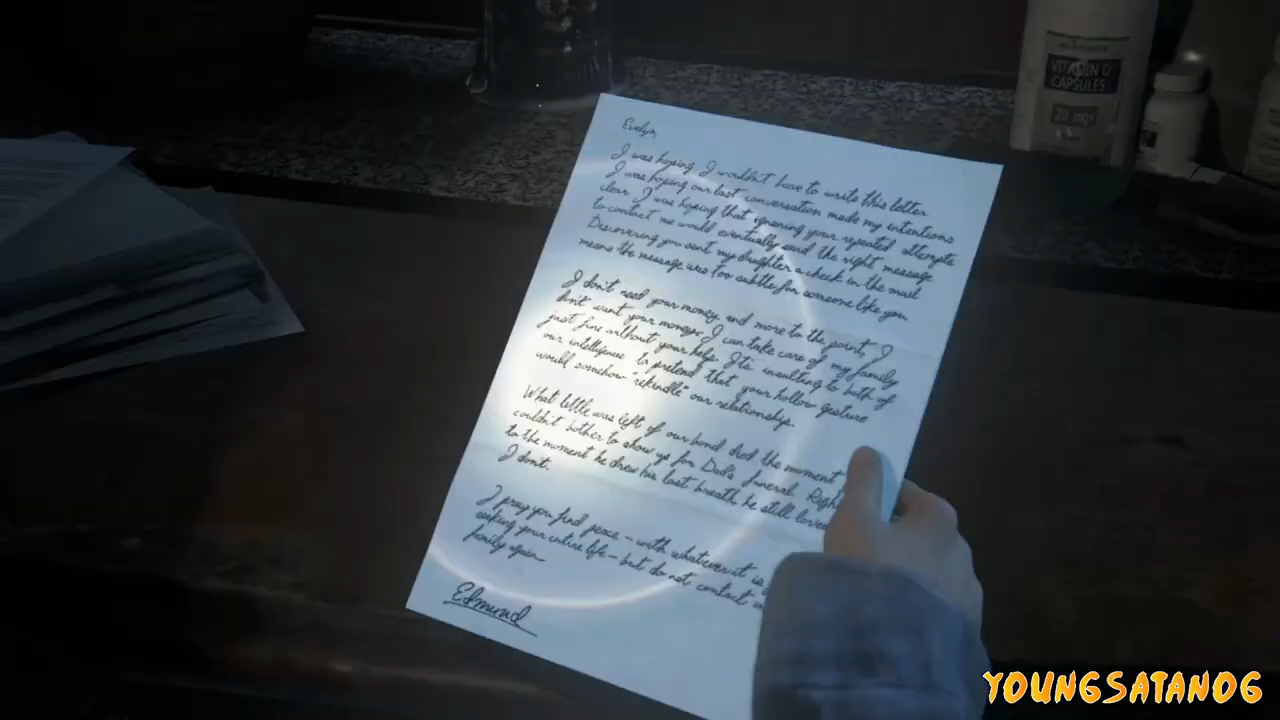 Evelyn,
I was hoping I wouldn't have to write this letter
I was hoping our last conversation made my intentions
clear. I was hoping that ignoring your repeated attempts
to contact me would eventually send the right message
Discovering you sent my daughter a check in the mail
means the message was too subtle for someone like you
I don't need your money, and more to the point, I
don't want your money. I can take care of my family
just fine without your help. It's insulting to both of
our intelligence to pretend that your hollow gesture
would somehow "rekindle" our relationship.
What little was left of our bond died the moment
couldn't bother to show up for Dad's funeral. Right
to the moment he drew his last breath, he still loved
I don't.
I pray you find peace - with whatever it is
seeking your entire life - but do not contact
family again
Edmund
VITAMIN D
CAPSULES
20 mg
YOUNGSATAN06